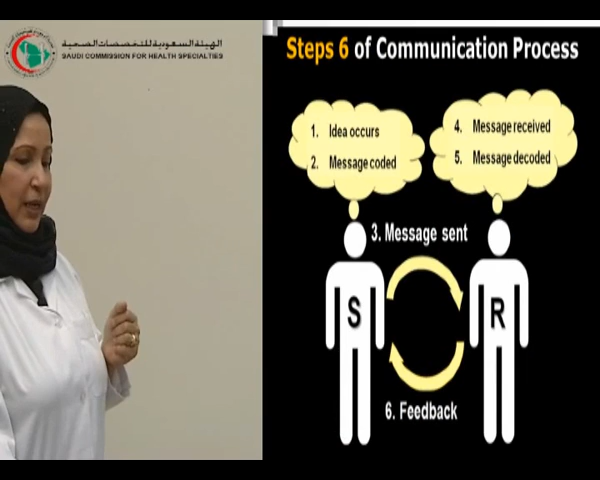 الهيئة السعودية للتخصصات الصحية
SAUDI COMMISSION FOR HEALTH SPECIALTIES
Steps 6 of Communication Process
1. Idea occurs
2. Message coded
4. Message received
5. Message decoded
3. Message sent
S
R
6. Feedback